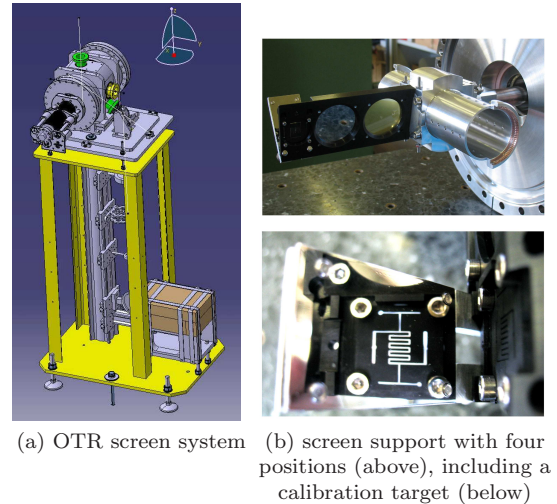 (a) OTR screen system
(b) screen support with four
positions (above), including a
calibration target (below)